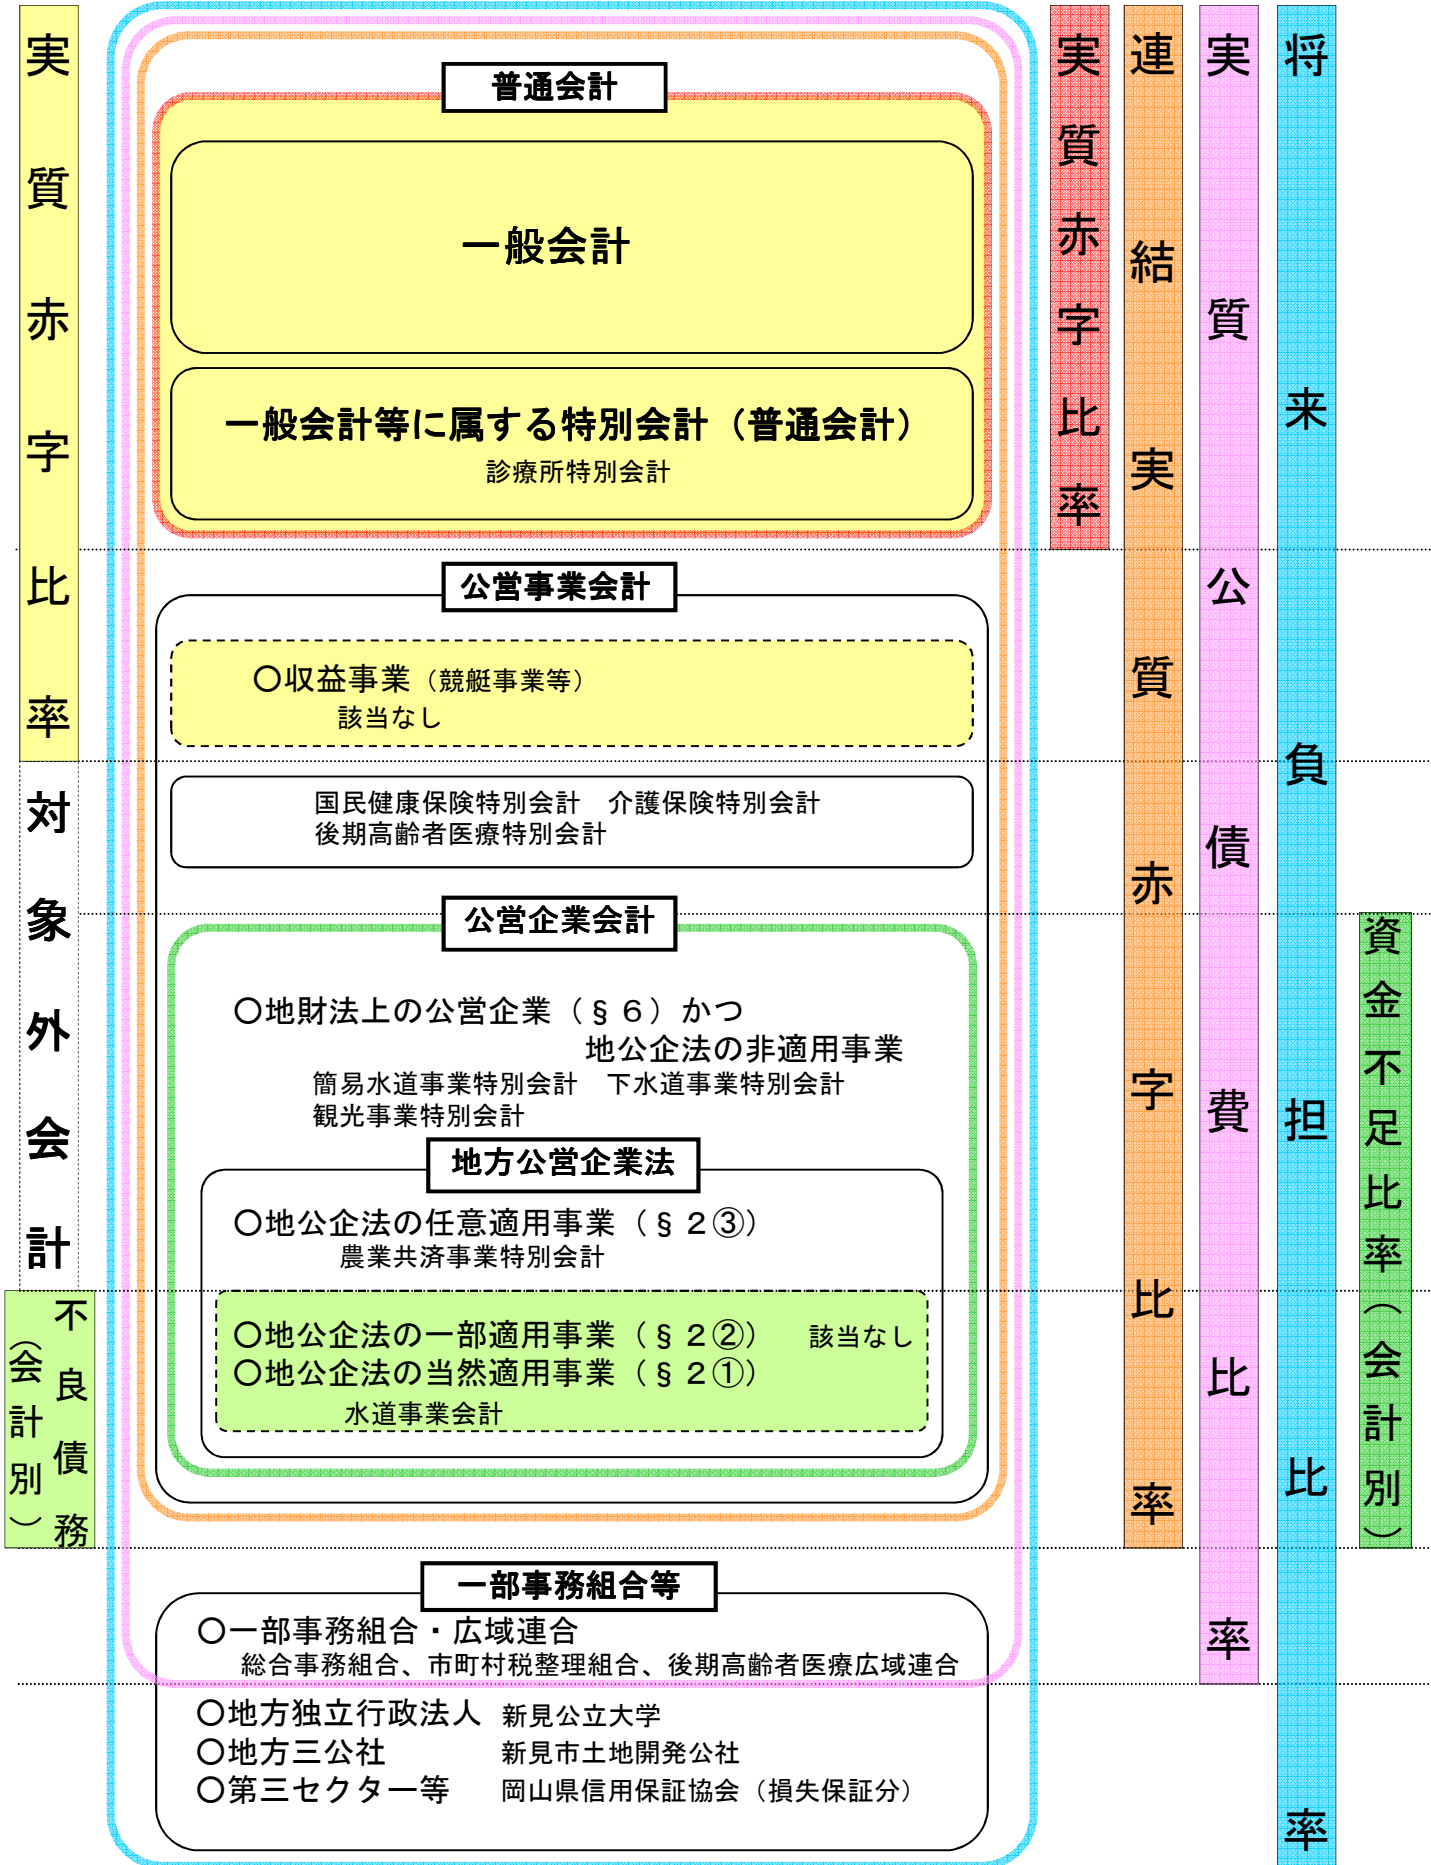 実質赤字比率
対象外会計
不良債務
（会計別）
普通会計
一般会計
一般会計等に属する特別会計（普通会計）
診療所特別会計
公営事業会計
〇収益事業（競艇事業等）
該当なし
国民健康保険特別会計　介護保険特別会計
後期高齢者医療特別会計
公営企業会計
〇地財法上の公営企業（§６）かつ
地公企法の非適用事業
簡易水道事業特別会計　下水道事業特別会計
観光事業特別会計
地方公営企業法
〇地公企法の任意適用事業（§２③）
農業共済事業特別会計
〇地公企法の一部適用事業（§２②）　該当なし
〇地公企法の当然適用事業（§２①）
水道事業会計
一部事務組合等
〇一部事務組合・広域連合
総合事務組合、市町村税整理組合、後期高齢者医療広域連合
〇地方独立行政法人　新見公立大学
〇地方三公社　新見市土地開発公社
〇第三セクター等　岡山県信用保証協会（損失保証分）
実質赤字比率
連結実質赤字比率
実質公債費比率
将来負担比率
資金不足比率（会計別）